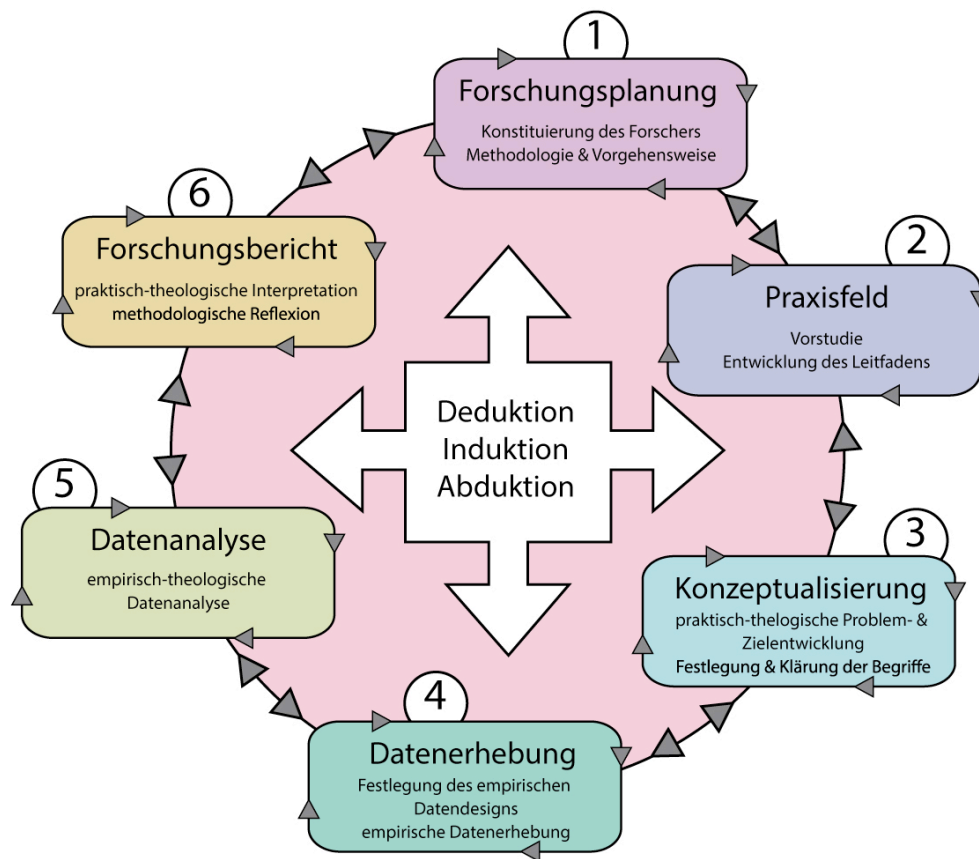 1
Forschungsplanung
Konstituierung des Forschers
Methodologie & Vorgehensweise
2
Praxisfeld
Vorstudie
Entwicklung des Leitfadens
3
Konzeptualisierung
praktisch-thelogische Problem- &
Zielentwicklung
Festlegung & Klärung der Begriffe
4
Datenerhebung
Festlegung des empirischen
Datendesigns
empirische Datenerhebung
5
Datenanalyse
empirisch-theologische
Datenanalyse
6
Forschungsbericht
praktisch-theologische Interpretation
methodologische Reflexion
Deduktion
Induktion
Abduktion